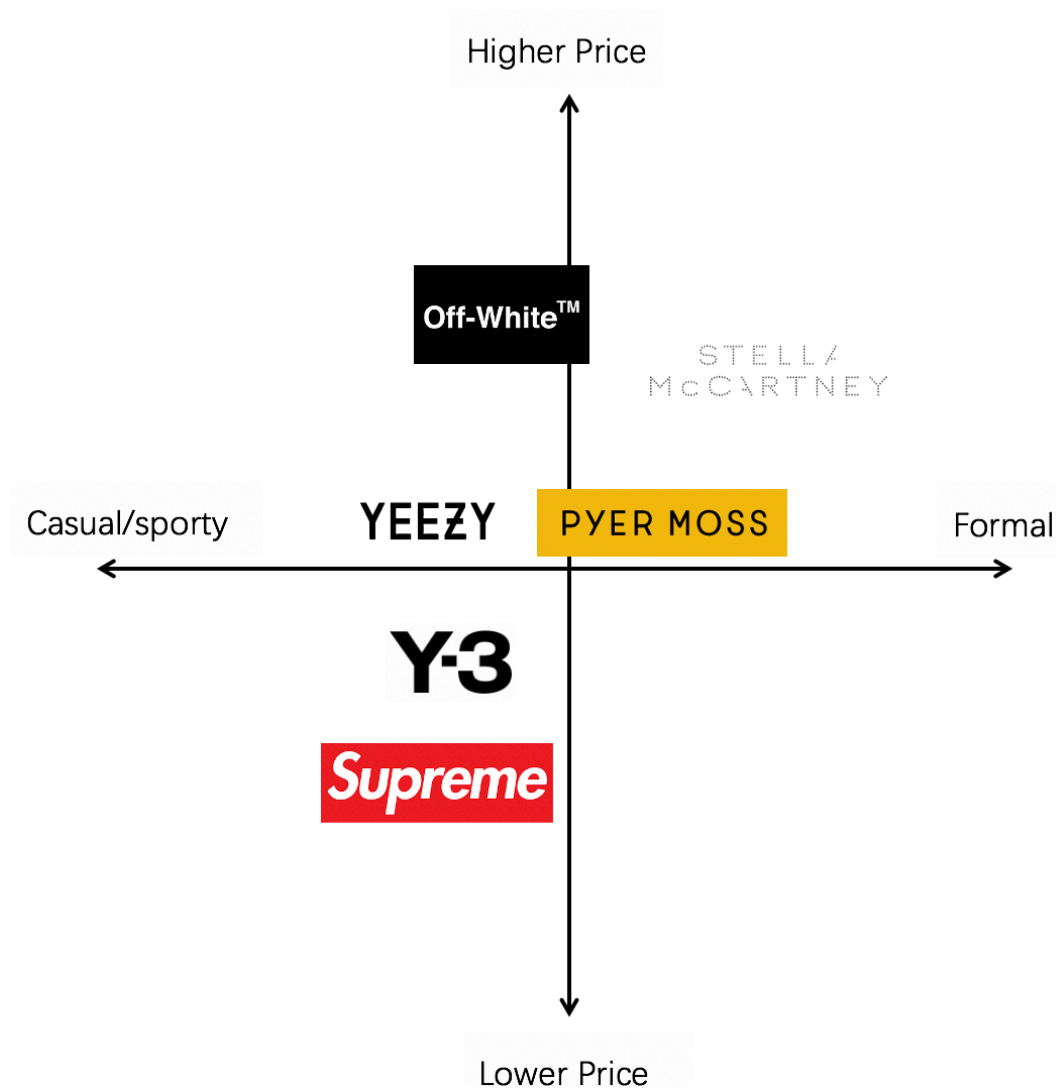 Higher Price
Off-White™
STELLA
McCARTNEY
Casual/sporty
YEEZY
PYER MOSS
Formal
Y-3
Supreme
Lower Price